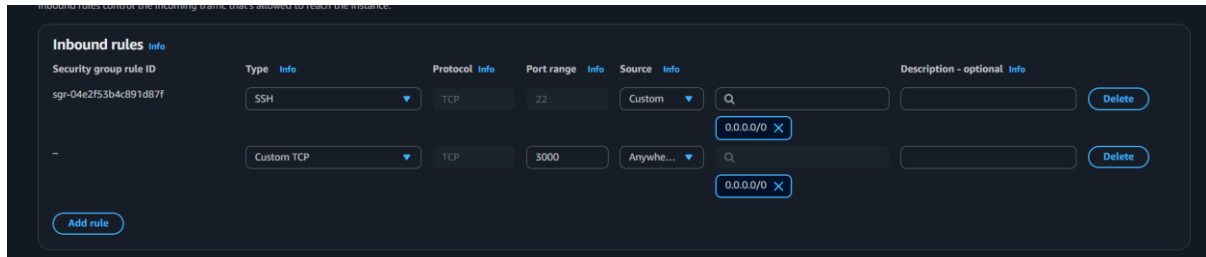 Inbound rules control the incoming traffic that's allowed to reach the instance.
Inbound rules Info
Security group rule ID Type Info Protocol Info Port range Info Source Info Description - optional Info
sgr-04e2f53b4c891d87f SSH TCP 22 Custom Delete
0.0.0.0/0
– Custom TCP TCP 3000 Anywhe... Delete
0.0.0.0/0
Add rule